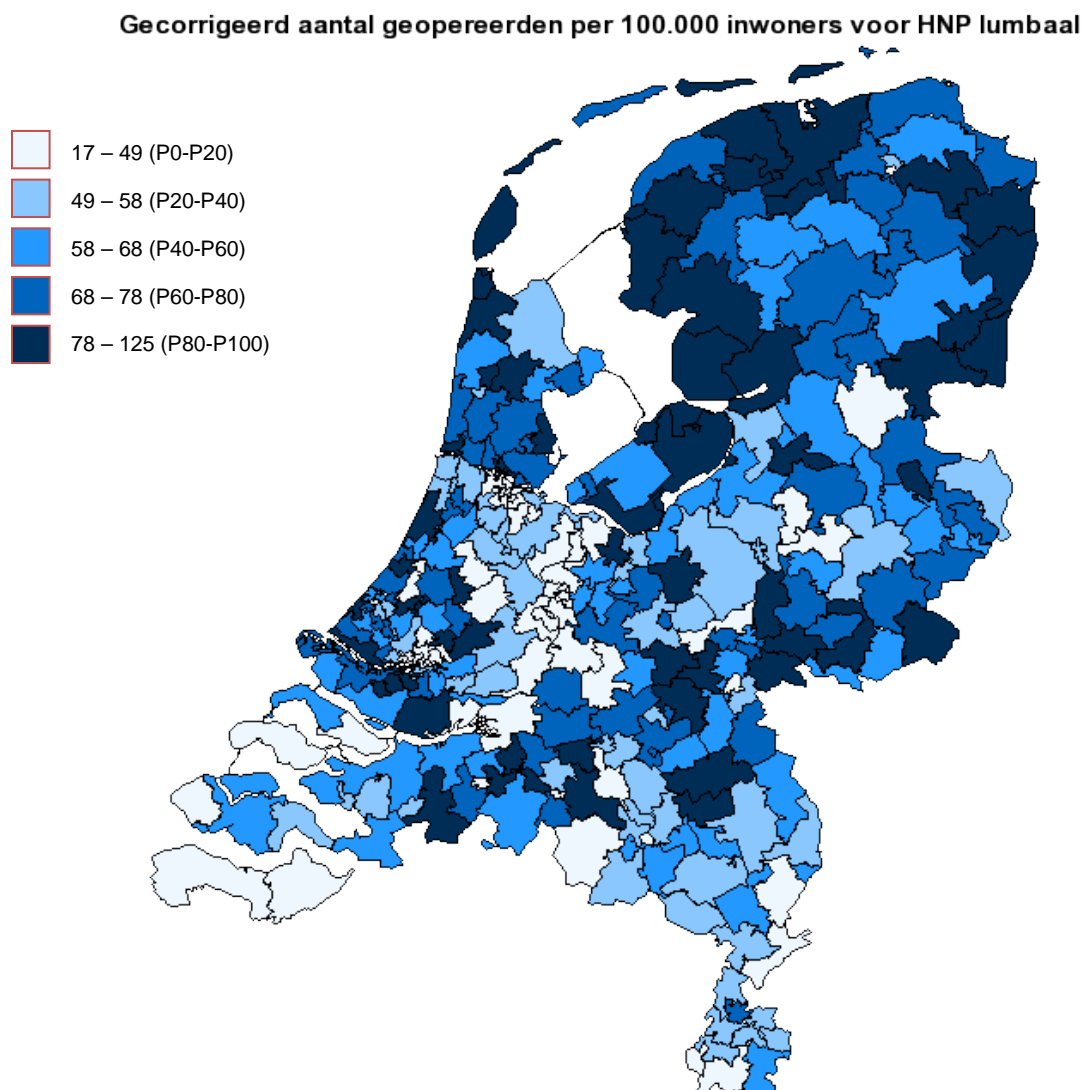 Gecorrigeerd aantal geopereerden per 100.000 inwoners voor HNP lumbaal
17 – 49 (P0-P20)
49 – 58 (P20-P40)
58 – 68 (P40-P60)
68 – 78 (P60-P80)
78 – 125 (P80-P100)